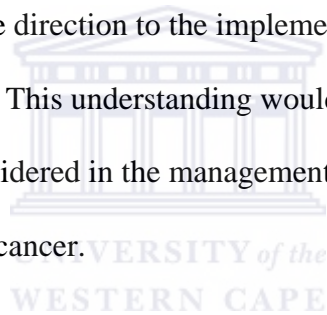 e direction to the impleme
This understanding would
idered in the management
cancer.
UNIVERSITY of the
WESTERN CAPE